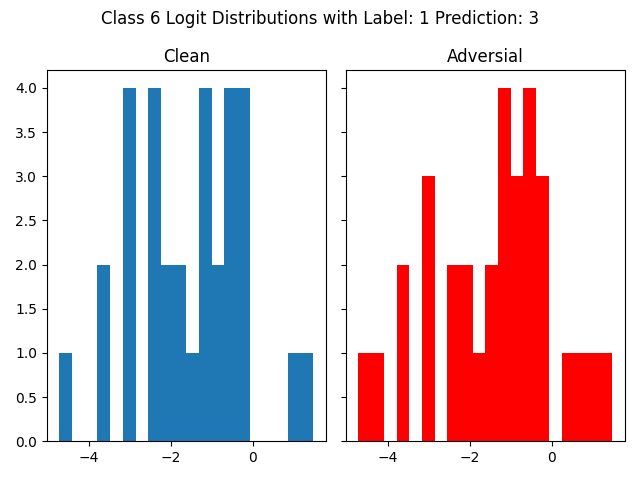 Class 6 Logit Distributions with Label: 1 Prediction: 3
Clean
Adversial
4.0
3.5
3.0
2.5
2.0
1.5
1.0
0.5
0.0
−4 −2 0
−4 −2 0